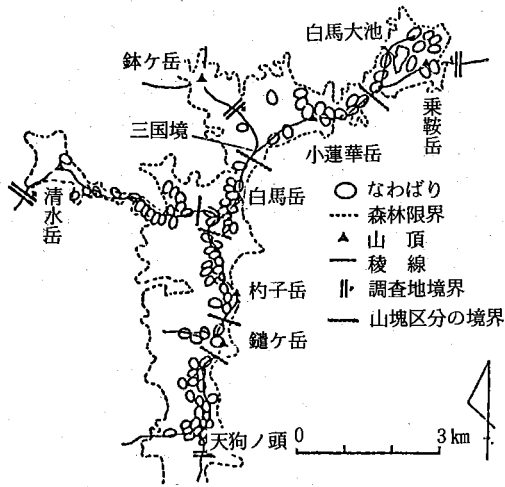 白馬大池
鉢ケ岳
乗鞍岳
三国境
小蓮華岳
清水岳
白馬岳
なわばり
森林限界
山頂
稜線
調査地境界
山塊区分の境界
杓子岳
鑓ケ岳
天狗ノ頭
0 3km